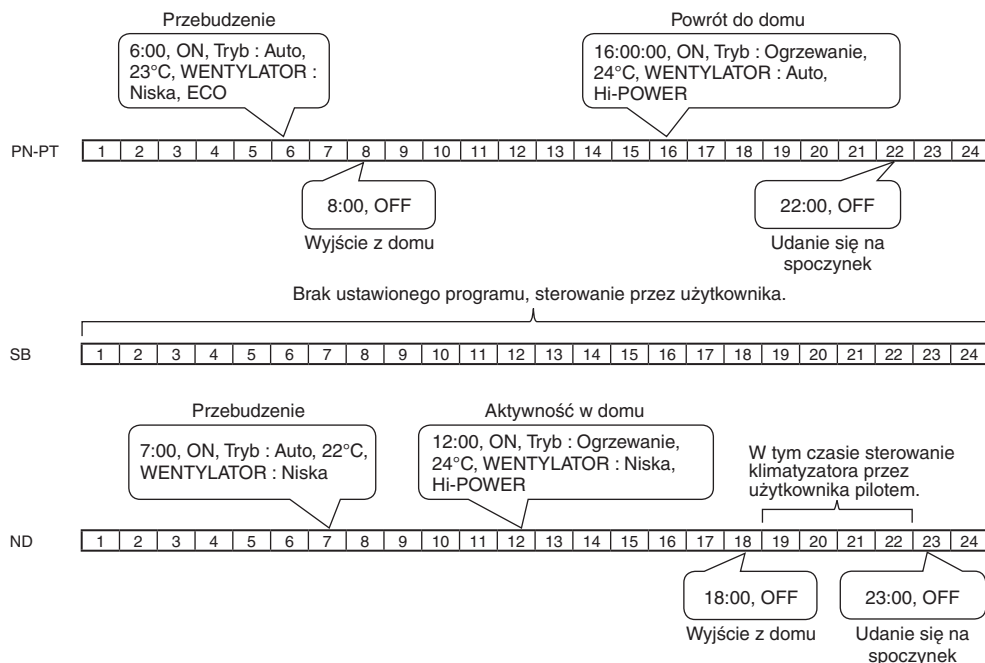 Przebudzenie
6:00, ON, Tryb : Auto,
23°C, WENTYLATOR :
Niska, ECO
Powrót do domu
16:00:00, ON, Tryb : Ogrzewanie,
24°C, WENTYLATOR : Auto,
Hi-POWER
PN-PT 1 2 3 4 5 6 7 8 9 10 11 12 13 14 15 16 17 18 19 20 21 22 23 24
8:00, OFF
Wyjście z domu
22:00, OFF
Udanie się na
spoczynek
Brak ustawionego programu, sterowanie przez użytkownika.
SB 1 2 3 4 5 6 7 8 9 10 11 12 13 14 15 16 17 18 19 20 21 22 23 24
Przebudzenie
7:00, ON, Tryb : Auto, 22°C,
WENTYLATOR : Niska
Aktywność w domu
12:00, ON, Tryb : Ogrzewanie,
24°C, WENTYLATOR : Niska,
Hi-POWER
W tym czasie sterowanie
klimatyzatora przez
użytkownika pilotem.
ND 1 2 3 4 5 6 7 8 9 10 11 12 13 14 15 16 17 18 19 20 21 22 23 24
18:00, OFF
Wyjście z domu
23:00, OFF
Udanie się na
spoczynek